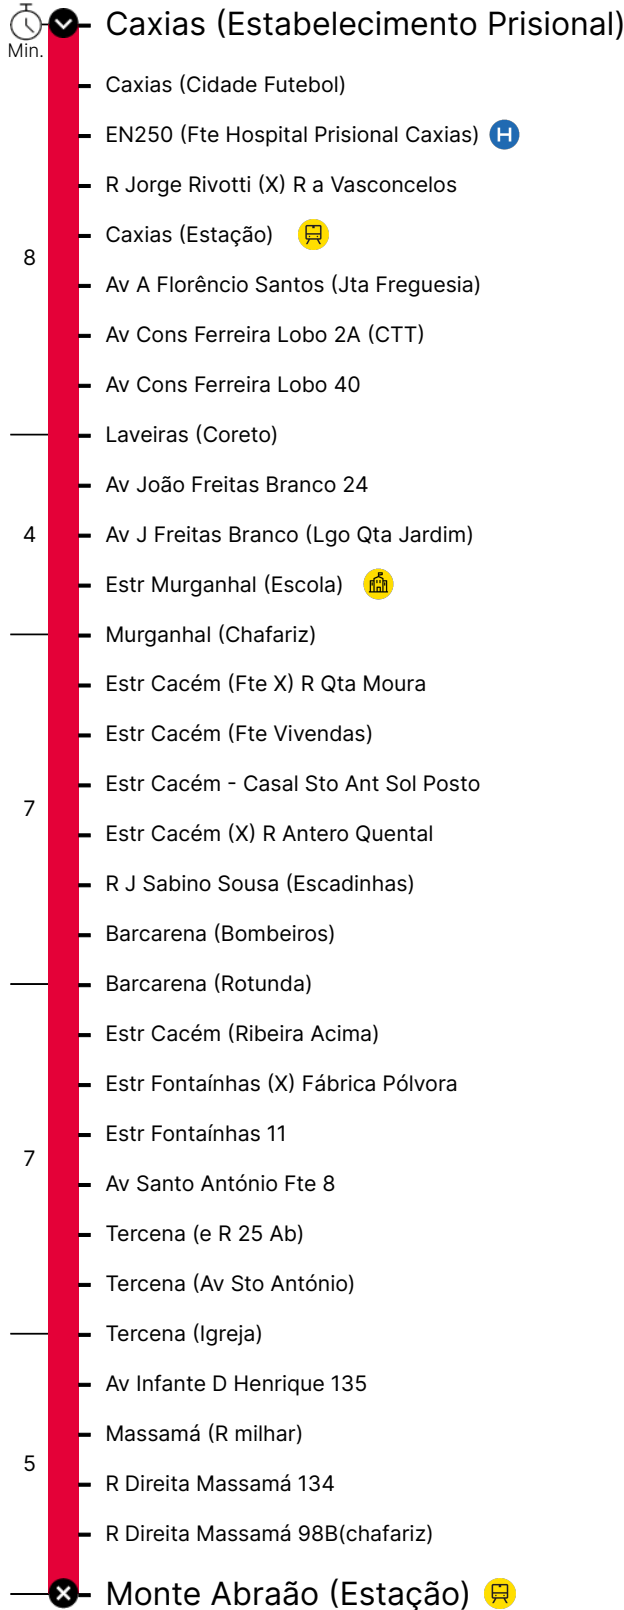 Min.
Caxias (Estabelecimento Prisional)
Caxias (Cidade Futebol)
EN250 (Fte Hospital Prisional Caxias) H
R Jorge Rivotti (X) R a Vasconcelos
Caxias (Estação)
8
Av A Florêncio Santos (Jta Freguesia)
Av Cons Ferreira Lobo 2A (CTT)
Av Cons Ferreira Lobo 40
Laveiras (Coreto)
Av João Freitas Branco 24
4
Av J Freitas Branco (Lgo Qta Jardim)
Estr Murganhal (Escola)
Murganhal (Chafariz)
Estr Cacém (Fte X) R Qta Moura
Estr Cacém (Fte Vivendas)
Estr Cacém - Casal Sto Ant Sol Posto
7
Estr Cacém (X) R Antero Quental
R J Sabino Sousa (Escadinhas)
Barcarena (Bombeiros)
Barcarena (Rotunda)
Estr Cacém (Ribeira Acima)
Estr Fontaínhas (X) Fábrica Pólvora
Estr Fontaínhas 11
7
Av Santo António Fte 8
Tercena (e R 25 Ab)
Tercena (Av Sto António)
Tercena (Igreja)
Av Infante D Henrique 135
Massamá (R milhar)
5
R Direita Massamá 134
R Direita Massamá 98B(chafariz)
Monte Abraão (Estação)